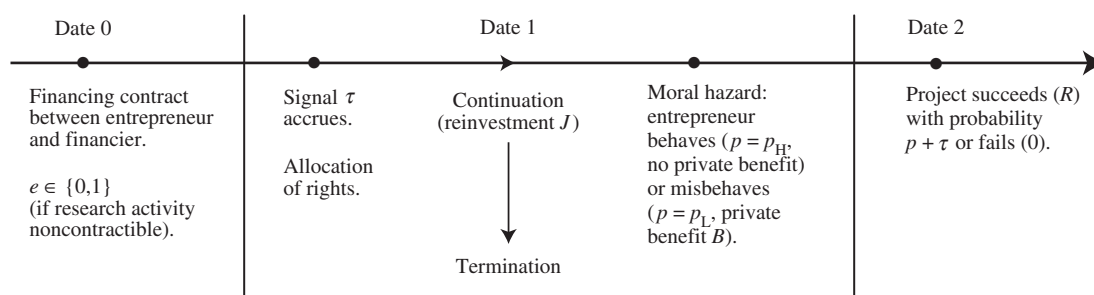 Date 0
Date 1
Date 2
Financing contract
between entrepreneur
and financier.
e ∈ {0,1}
(if research activity
noncontractible).
Signal τ
accrues.
Allocation
of rights.
Continuation
(reinvestment J)
Termination
Moral hazard:
entrepreneur
behaves (p = p_H,
no private benefit)
or misbehaves
(p = p_L, private
benefit B).
Project succeeds (R)
with probability
p + τ or fails (0).